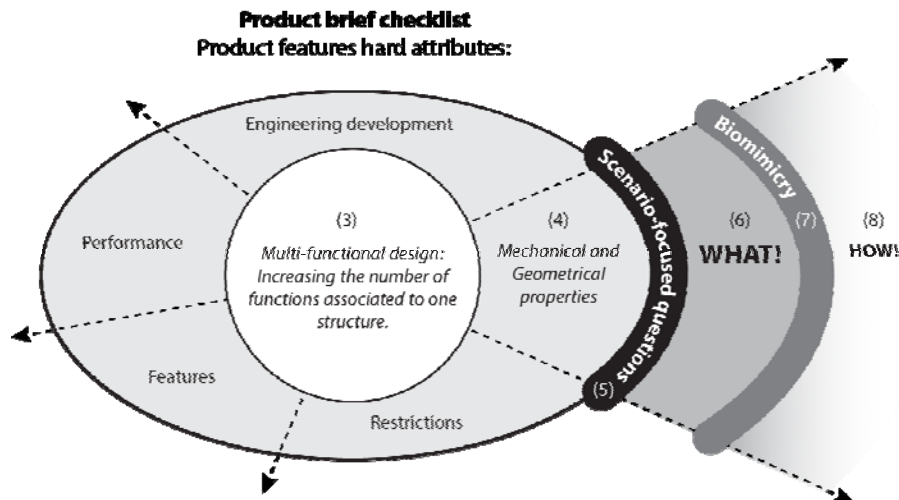 Product brief checklist
Product features hard attributes:
Engineering development
Performance
Features
Restrictions
(3)
Multi-functional design:
Increasing the number of
functions associated to one
structure.
(4)
Mechanical and
Geometrical
properties
Scenario-focused questions
(5)
(6)
WHAT!
Biomimicry
(7)
(8)
HOW!